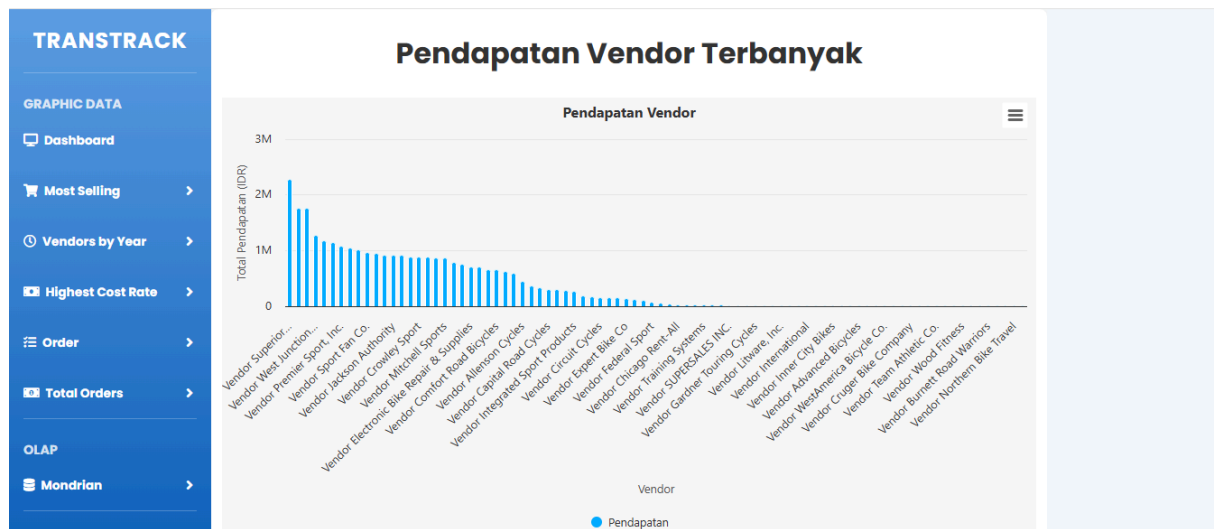 TRANSTRACK
GRAPHIC DATA
Dashboard
Most Selling
Vendors by Year
Highest Cost Rate
Order
Total Orders
OLAP
Mondrian
Pendapatan Vendor Terbanyak
Pendapatan Vendor
Total Pendapatan (IDR)
3M
2M
1M
0
Vendor Superior...
Vendor West Junction...
Vendor Premier Sport, Inc.
Vendor Sport Fan Co.
Vendor Jackson Authority
Vendor Crowley Sport
Vendor Mitchell Sports
Vendor Electronic Bike Repair & Supplies
Vendor Comfort Road Bicycles
Vendor Allenson Cycles
Vendor Capital Road Cycles
Vendor Integrated Sport Products
Vendor Circuit Cycles
Vendor Expert Bike Co
Vendor Federal Sport
Vendor Chicago Rent-All
Vendor Training Systems
Vendor SUPERSALES INC.
Vendor Gardner Touring Cycles
Vendor Litware, Inc.
Vendor International
Vendor Inner City Bikes
Vendor Advanced Bicycles
Vendor WestAmerica Bicycle Co.
Vendor Cruger Bike Company
Vendor Team Athletic Co.
Vendor Wood Fitness
Vendor Burnett Road Warriors
Vendor Northern Bike Travel
Vendor
Pendapatan